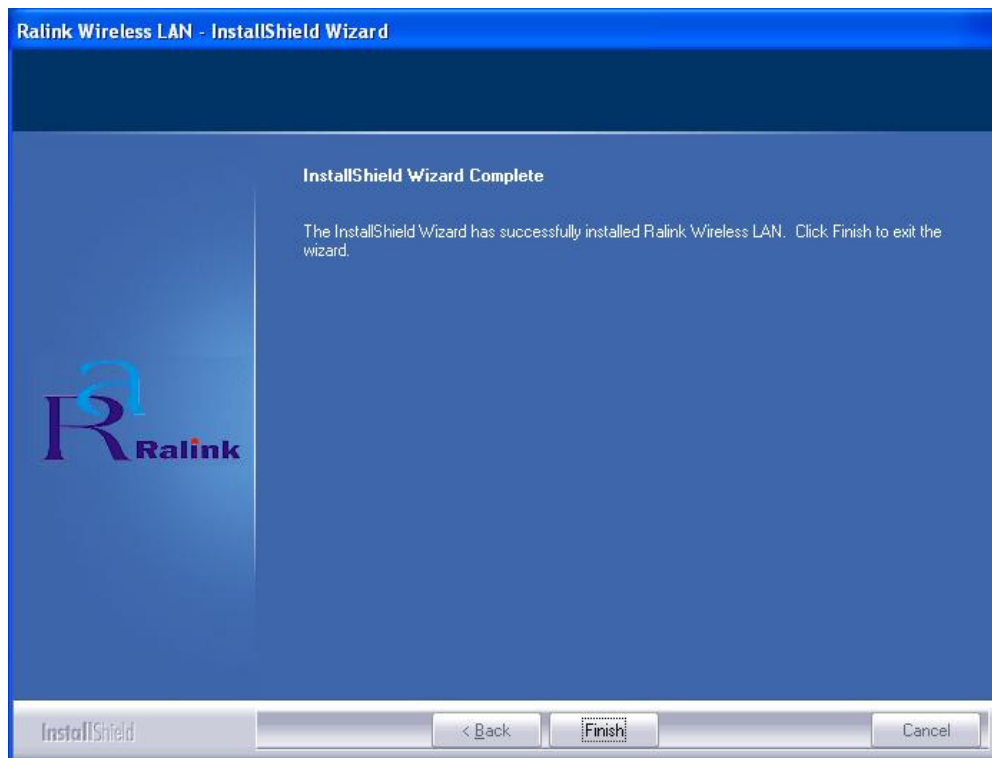 Ralink Wireless LAN - InstallShield Wizard
InstallShield Wizard Complete
The InstallShield Wizard has successfully installed Ralink Wireless LAN. Click Finish to exit the
wizard.
Ra
Ralink
InstallShield
< Back
Finish
Cancel